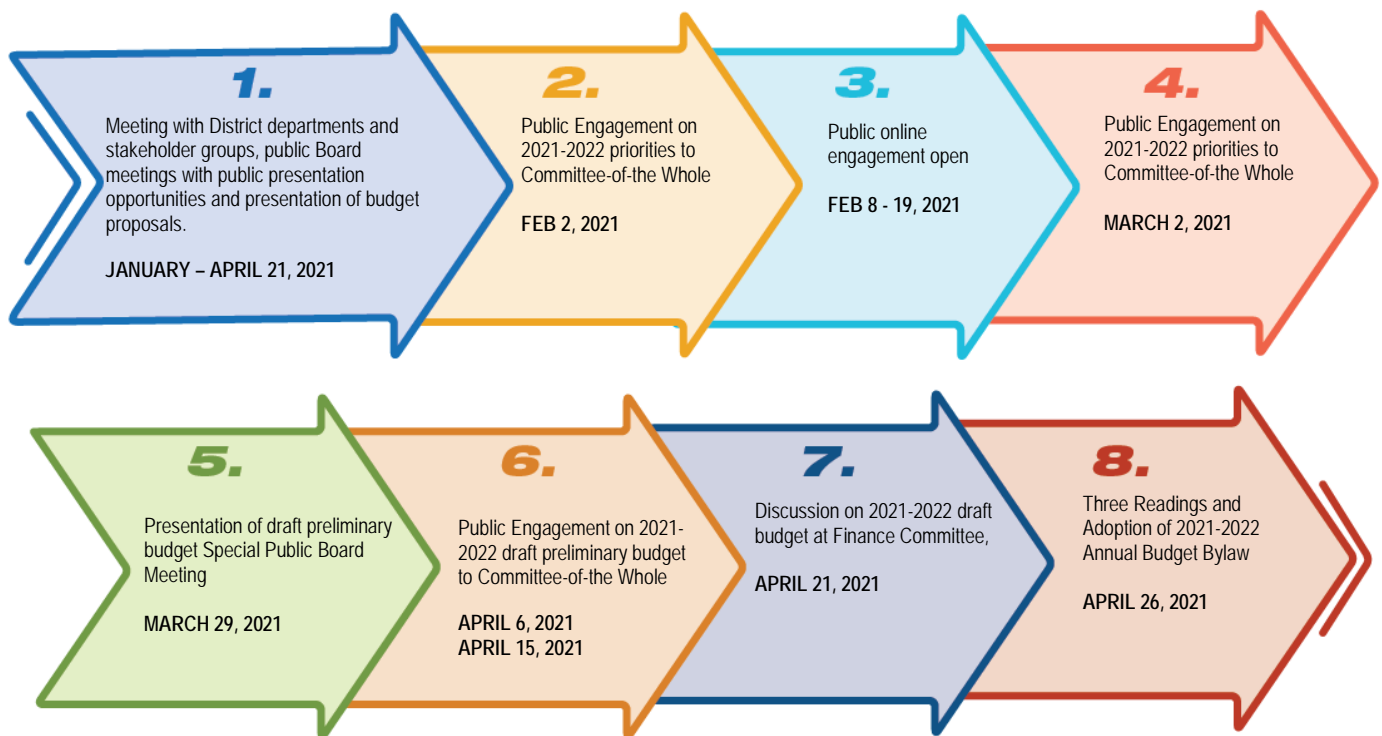 1.
Meeting with District departments and
stakeholder groups, public Board
meetings with public presentation
opportunities and presentation of budget
proposals.
JANUARY – APRIL 21, 2021
2.
Public Engagement on
2021-2022 priorities to
Committee-of-the Whole
FEB 2, 2021
3.
Public online
engagement open
FEB 8 - 19, 2021
4.
Public Engagement on
2021-2022 priorities to
Committee-of-the Whole
MARCH 2, 2021
5.
Presentation of draft preliminary
budget Special Public Board
Meeting
MARCH 29, 2021
6.
Public Engagement on 2021-
2022 draft preliminary budget
to Committee-of-the Whole
APRIL 6, 2021
APRIL 15, 2021
7.
Discussion on 2021-2022 draft
budget at Finance Committee,
APRIL 21, 2021
8.
Three Readings and
Adoption of 2021-2022
Annual Budget Bylaw
APRIL 26, 2021